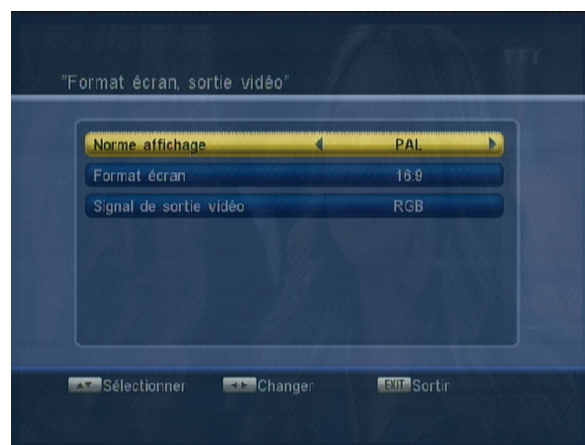 TF1
"Format écran, sortie vidéo"
Norme affichage PAL
Format écran 16:9
Signal de sortie vidéo RGB
Sélectionner Changer EXIT Sortir